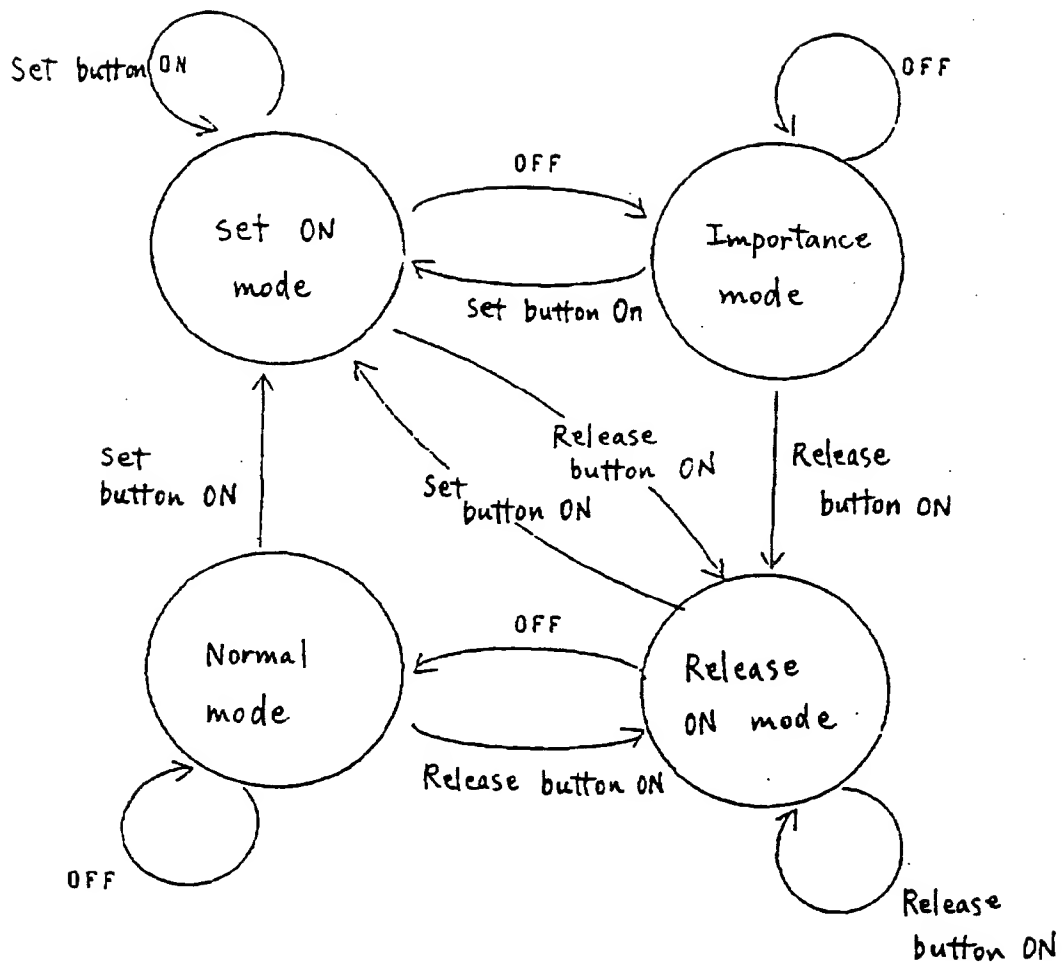 Set button ON
OFF
OFF
Set ON
mode
Importance
mode
Set button On
Release
button ON
Release
button ON
Set
button ON
Set
button ON
OFF
Normal
mode
Release
ON mode
Release button ON
OFF
Release
button ON